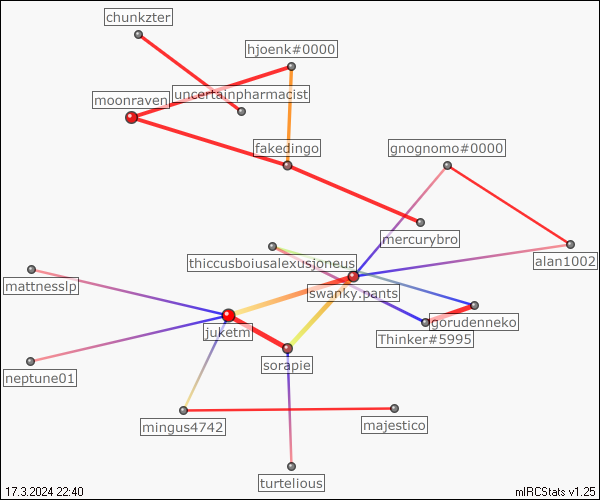 chunkzter
hjoenk#0000
uncertainpharmacist
moonraven
fakedingo
gnognomo#0000
mercurybro
alan1002
thiccusboiusalexusjoneus
mattnesslp
swanky.pants
gorudenneko
juketm
Thinker#5995
sorapie
neptune01
mingus4742
majestico
turtelious
17.3.2024 22:40
mIRCStats v1.25